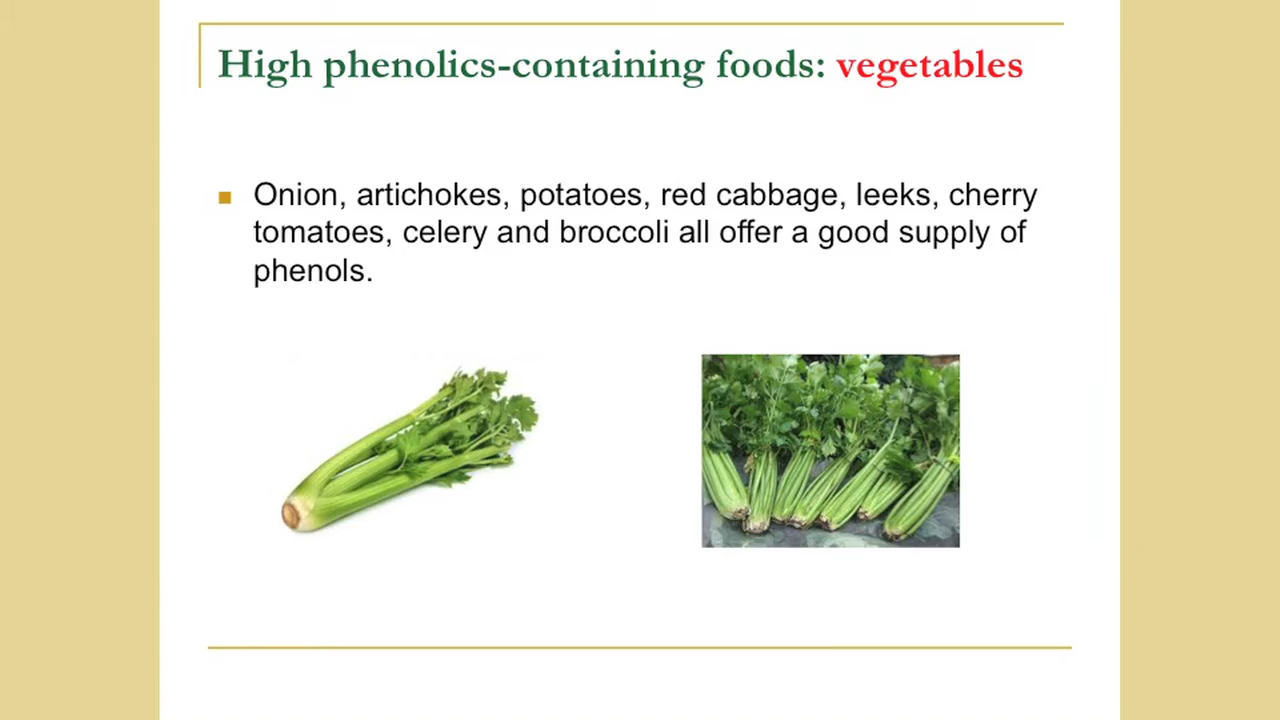 High phenolics-containing foods: vegetables
Onion, artichokes, potatoes, red cabbage, leeks, cherry
tomatoes, celery and broccoli all offer a good supply of
phenols.